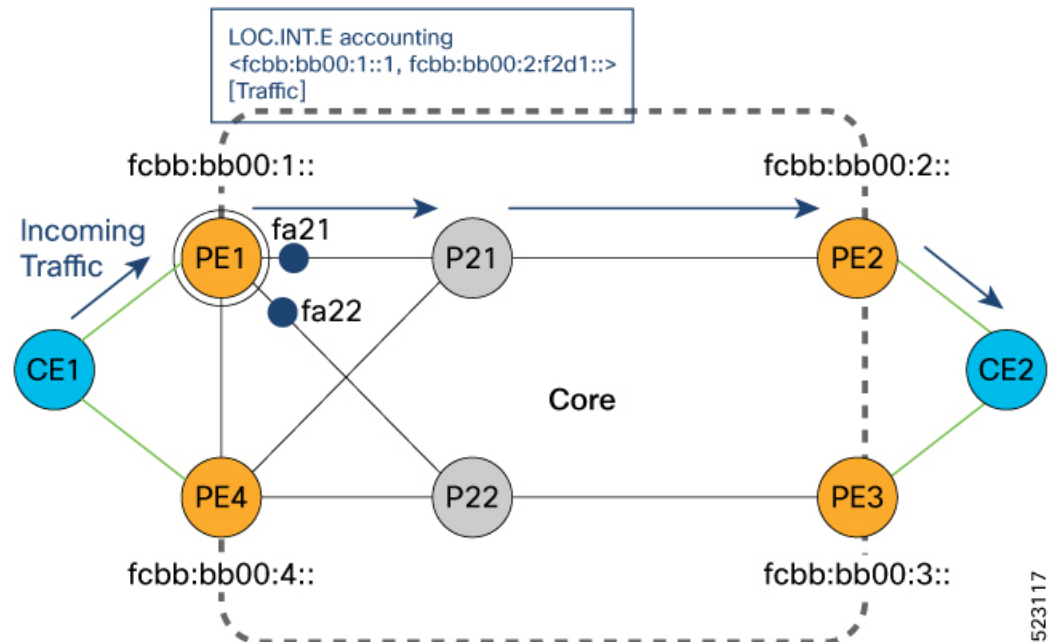 LOC.INT.E accounting
<fcbb:bb00:1::1, fcbb:bb00:2:f2d1::>
[Traffic]
fcbb:bb00:1::
fcbb:bb00:2::
Incoming
Traffic
PE1
fa21
P21
PE2
fa22
CE1
CE2
Core
PE4
P22
PE3
fcbb:bb00:4::
fcbb:bb00:3::
523117